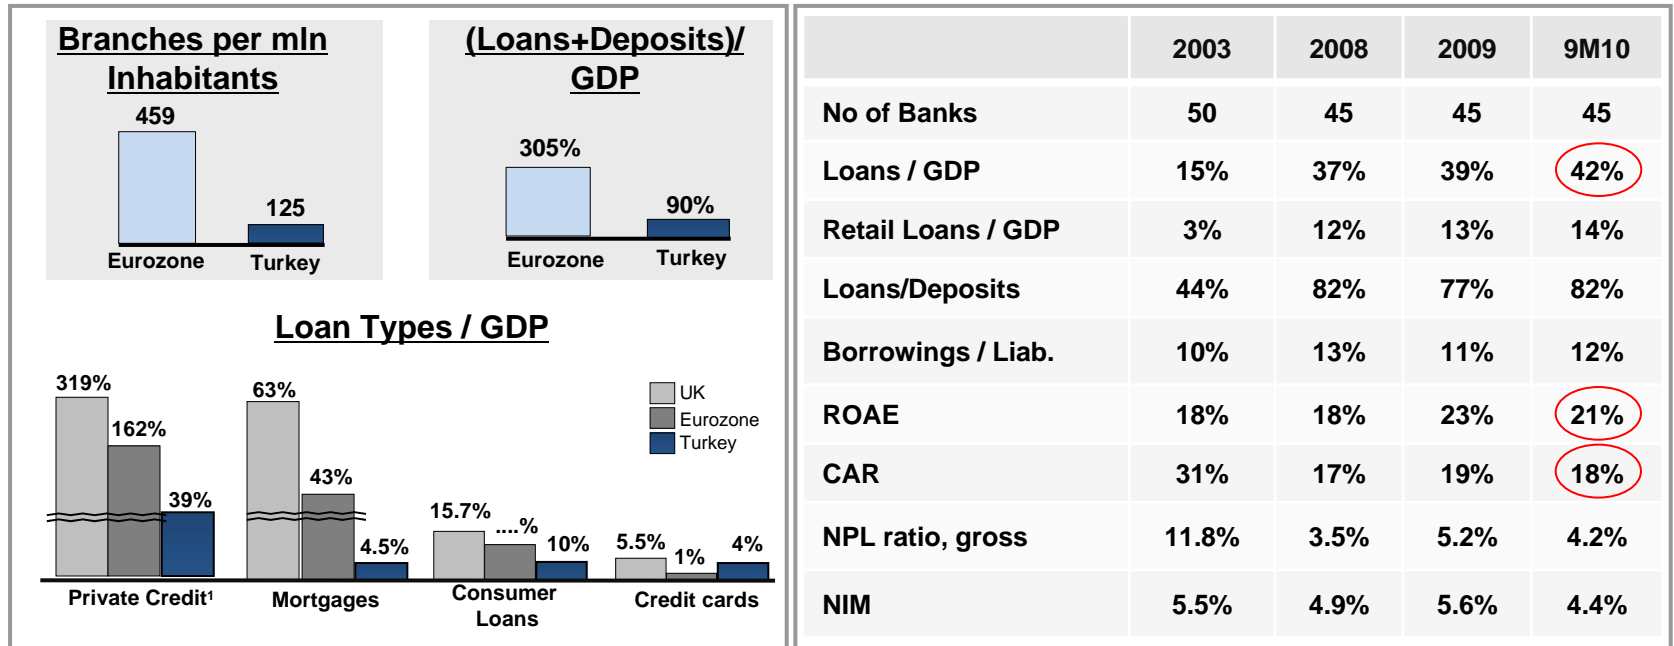 Branches per mln
Inhabitants
459
125
Eurozone
Turkey
(Loans+Deposits)/
GDP
305%
90%
Eurozone
Turkey
Loan Types / GDP
319%
162%
39%
63%
43%
4.5%
15.7%
....%
10%
5.5%
1%
4%
UK
Eurozone
Turkey
Private Credit¹
Mortgages
Consumer
Loans
Credit cards
2003 2008 2009 9M10
No of Banks 50 45 45 45
Loans / GDP 15% 37% 39% 42%
Retail Loans / GDP 3% 12% 13% 14%
Loans/Deposits 44% 82% 77% 82%
Borrowings / Liab. 10% 13% 11% 12%
ROAE 18% 18% 23% 21%
CAR 31% 17% 19% 18%
NPL ratio, gross 11.8% 3.5% 5.2% 4.2%
NIM 5.5% 4.9% 5.6% 4.4%